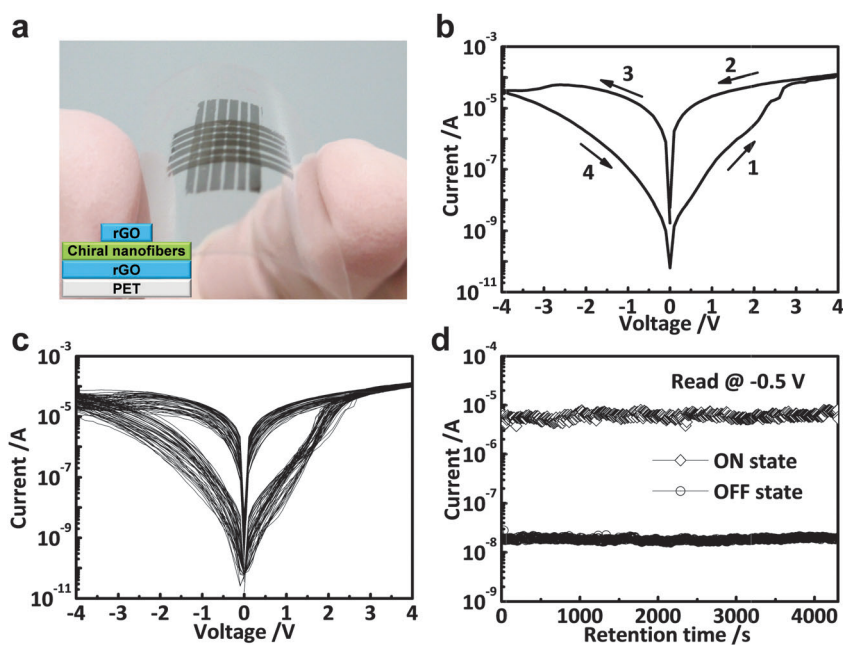 a
rGO
Chiral nanofibers
rGO
PET
b
10^-3
10^-5
10^-7
10^-9
10^-11
Current /A
1
2
3
4
-4 -3 -2 -1 0 1 2 3 4
Voltage /V
c
10^-3
10^-5
10^-7
10^-9
10^-11
Current /A
-4 -3 -2 -1 0 1 2 3 4
Voltage /V
d
Read @ -0.5 V
10^-4
10^-5
10^-6
10^-7
10^-8
10^-9
Current /A
ON state
OFF state
0 1000 2000 3000 4000
Retention time /s